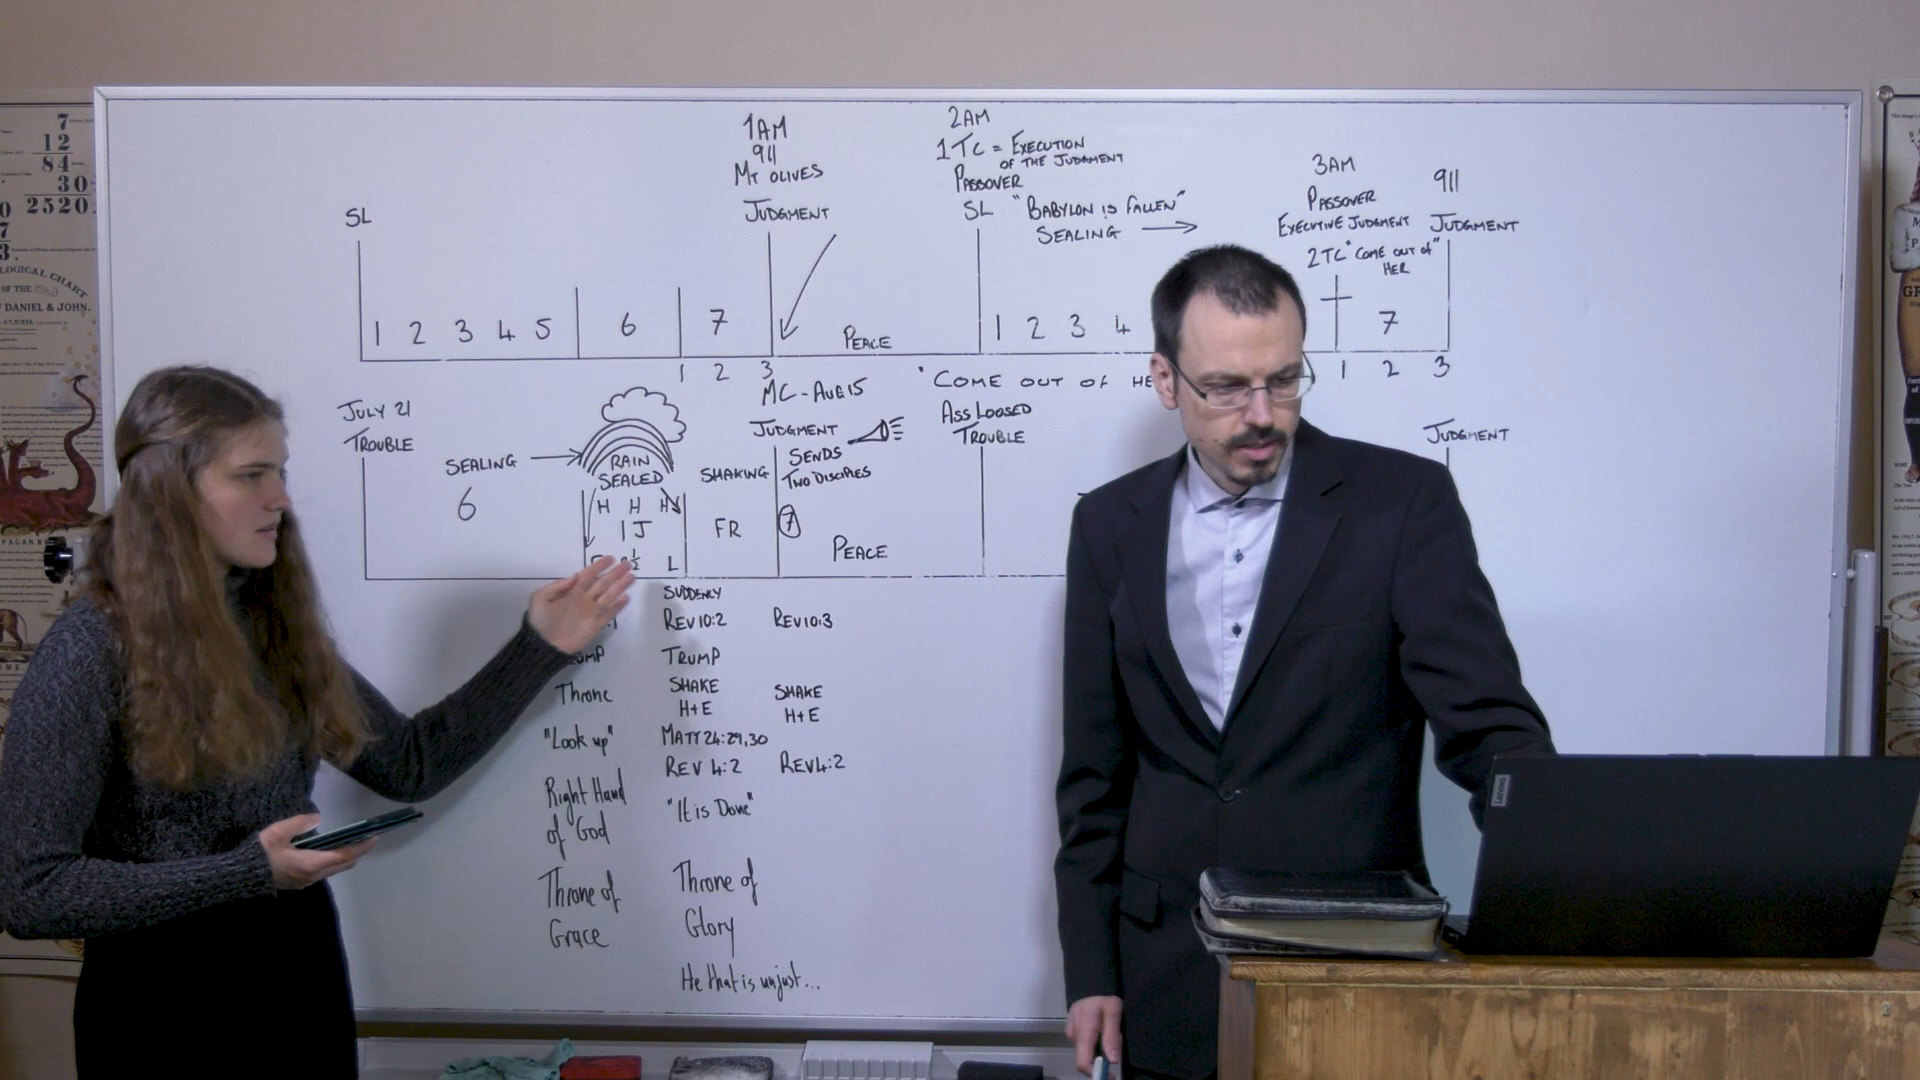 1AM
911
MT OLIVES
JUDGMENT
2AM
1TC = EXECUTION
OF THE JUDGMENT
PASSOVER
SL "BABYLON IS FALLEN"
SEALING
3AM
PASSOVER
EXECUTIVE JUDGMENT
2TC "COME OUT OF"
HER
911
JUDGMENT
SL
1 2 3 4 5 6 7
PEACE
1 2 3 4
7
1 2 3
"COME OUT OF HE
1 2 3
JULY 21
TROUBLE
SEALING
6
RAIN
SEALED
H H H
1 J
L
SHAKING
FR
MC - AUG 15
JUDGMENT
SENDS
TWO DISCIPLES
7
PEACE
ASS LOOSED
TROUBLE
JUDGMENT
SUDDENLY
REV 10:2 REV 10:3
TRUMP
Throne
SHAKE
H+E
SHAKE
H+E
"Look up"
MATT 24:29,30
REV 4:2 REV 4:2
Right Hand
of God
"It is Done"
Throne of
Grace
Throne of
Glory
He that is unjust...
7
12
84
30
2520
OF THE
F DANIEL & JOHN.
Lenovo